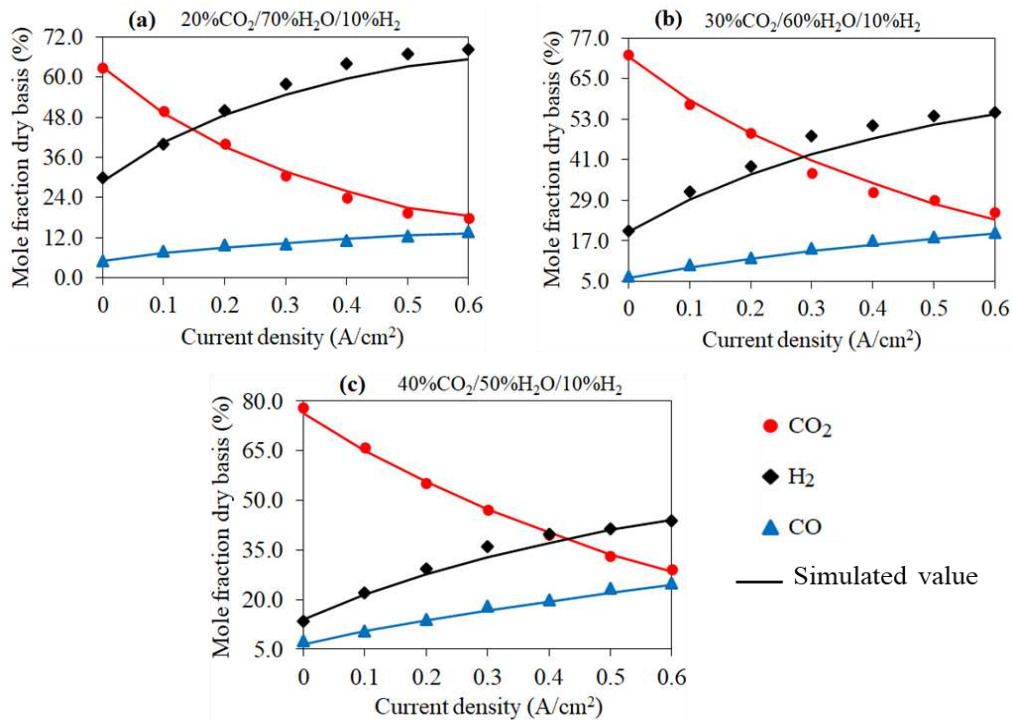 (a) 20%CO₂/70%H₂O/10%H₂
Mole fraction dry basis (%)
72.0
60.0
48.0
36.0
24.0
12.0
0.0
0 0.1 0.2 0.3 0.4 0.5 0.6
Current density (A/cm²)
(b) 30%CO₂/60%H₂O/10%H₂
Mole fraction dry basis (%)
77.0
65.0
53.0
41.0
29.0
17.0
5.0
0 0.1 0.2 0.3 0.4 0.5 0.6
Current density (A/cm²)
(c) 40%CO₂/50%H₂O/10%H₂
Mole fraction dry basis (%)
80.0
65.0
50.0
35.0
20.0
5.0
0 0.1 0.2 0.3 0.4 0.5 0.6
Current density (A/cm²)
CO₂
H₂
CO
Simulated value